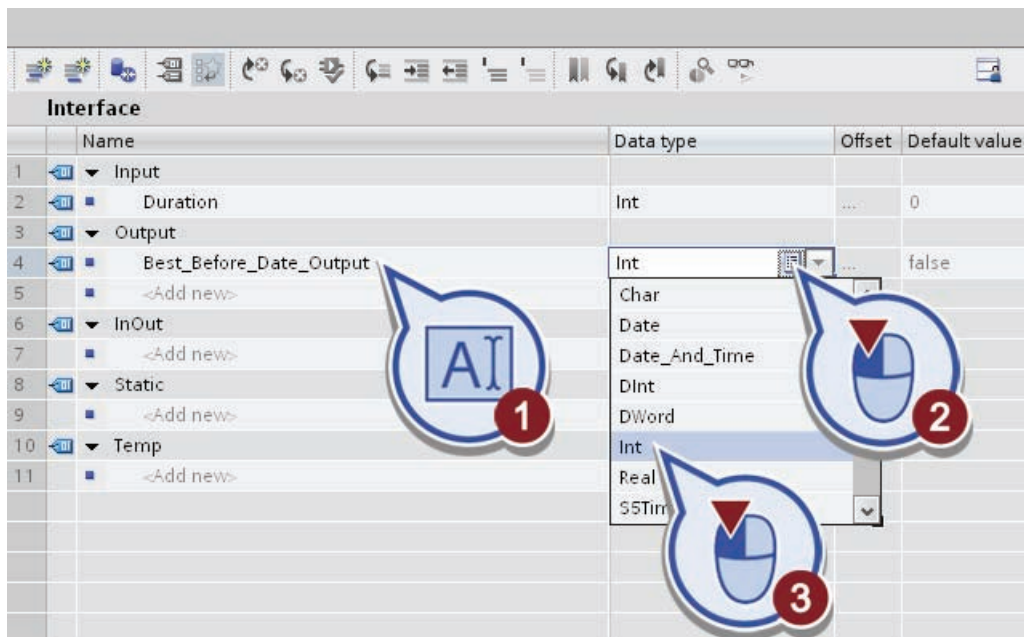 Interface
Name Data type Offset Default value
1 Input
2 Duration Int ... 0
3 Output
4 Best_Before_Date_Output Int ... false
5 <Add new>
Char
6 InOut
Date
7 <Add new>
Date_And_Time
8 Static
DInt
9 <Add new>
DWord
10 Temp
Int
11 <Add new>
Real
AI
1
2
3